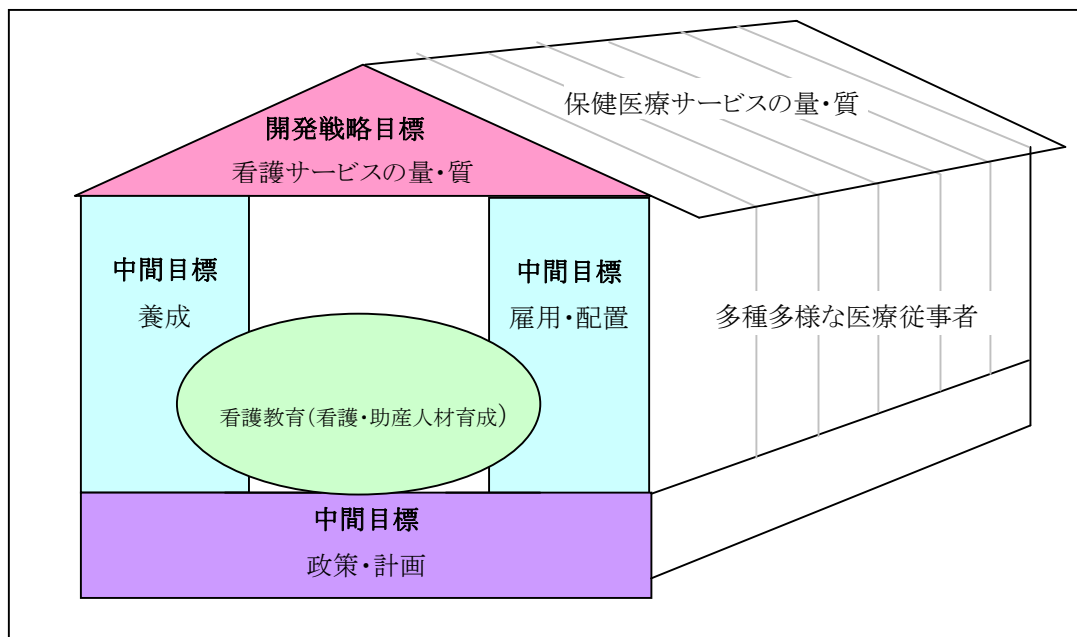 保健医療サービスの量・質
開発戦略目標
看護サービスの量・質
中間目標
養成
中間目標
雇用・配置
多種多様な医療従事者
看護教育(看護・助産人材育成)
中間目標
政策・計画